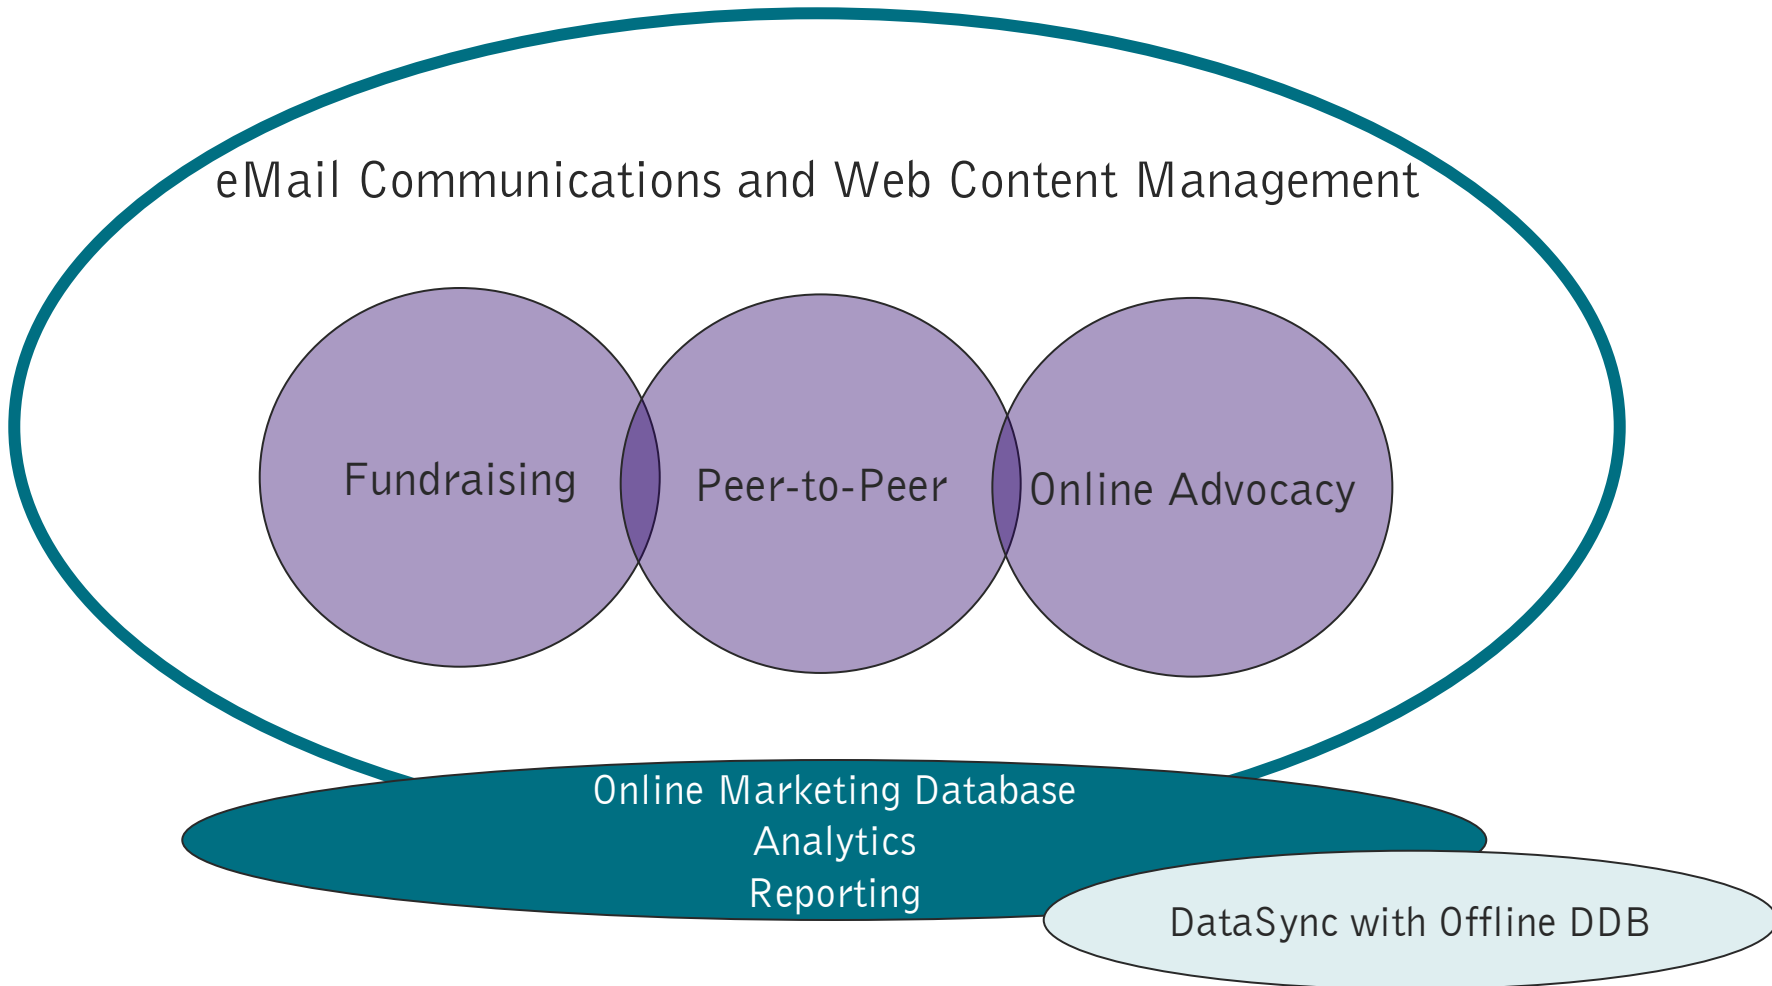 eMail Communications and Web Content Management
Fundraising
Peer-to-Peer
Online Advocacy
Online Marketing Database
Analytics
Reporting
DataSync with Offline DDB